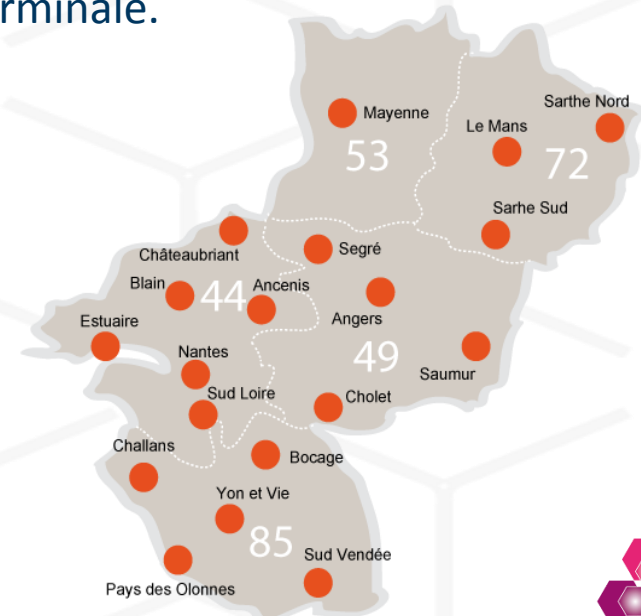 rminale.
Sarthe Nord
Mayenne
Le Mans
53
72
Sarhe Sud
Châteaubriant
Segré
Blain
44
Ancenis
Angers
Estuaire
49
Nantes
Saumur
Sud Loire
Cholet
Challans
Bocage
Yon et Vie
85
Sud Vendée
Pays des Olonnes